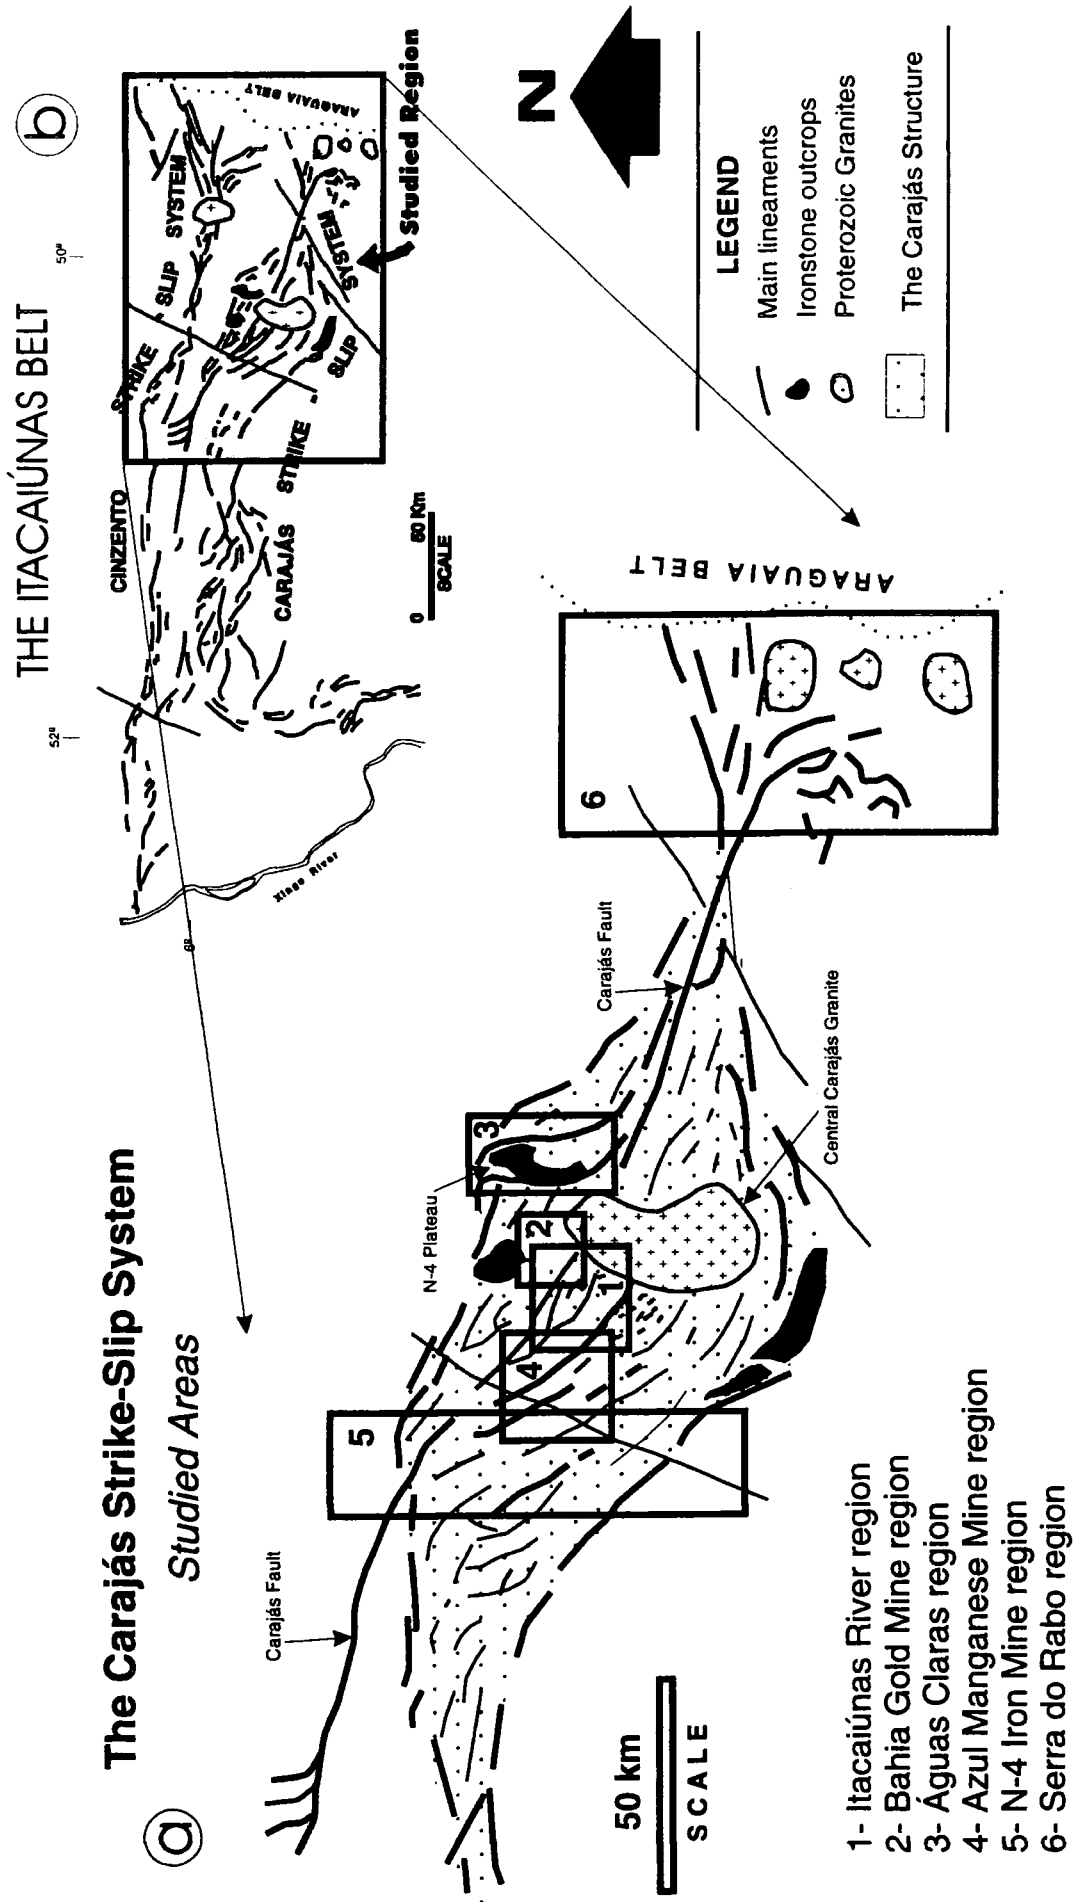 The Carajás Strike-Slip System
Studied Areas
a
Carajás Fault
N-4 Plateau
Carajás Fault
Central Carajás Granite
1
2
3
4
5
6
ARAGUAIA BELT
50 km
SCALE
1- Itacaiúnas River region
2- Bahia Gold Mine region
3- Águas Claras region
4- Azul Manganese Mine region
5- N-4 Iron Mine region
6- Serra do Rabo region
THE ITACAIÚNAS BELT
b
52º
50º
6º
Xingo River
CINZENTO
STRIKE
SLIP
SYSTEM
CARAJÁS
STRIKE
SLIP
SYSTEM
ARAGUAIA BELT
Studied Region
0 50 Km
SCALE
N
LEGEND
Main lineaments
Ironstone outcrops
Proterozoic Granites
The Carajás Structure